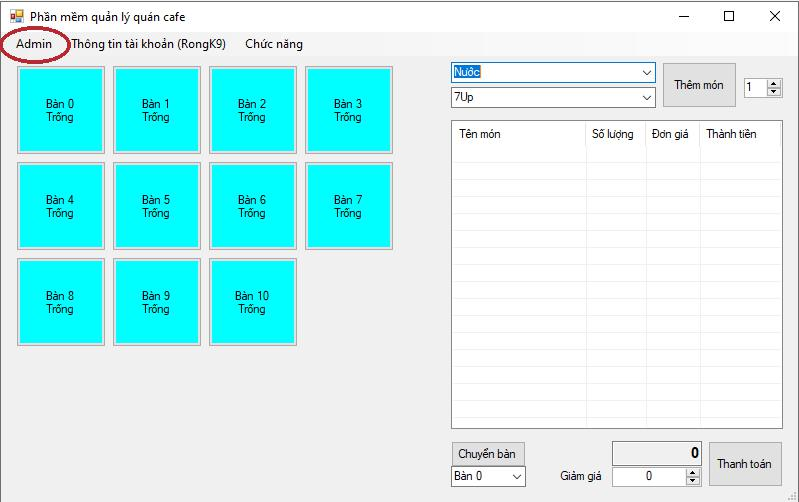 Phần mềm quản lý quán cafe
Admin Thông tin tài khoản (RongK9) Chức năng
Bàn 0
Trống
Bàn 1
Trống
Bàn 2
Trống
Bàn 3
Trống
Bàn 4
Trống
Bàn 5
Trống
Bàn 6
Trống
Bàn 7
Trống
Bàn 8
Trống
Bàn 9
Trống
Bàn 10
Trống
Nước
7Up
Thêm món
1
Tên món Số lượng Đơn giá Thành tiền
Chuyển bàn
Bàn 0
Giảm giá
0
0
Thanh toán